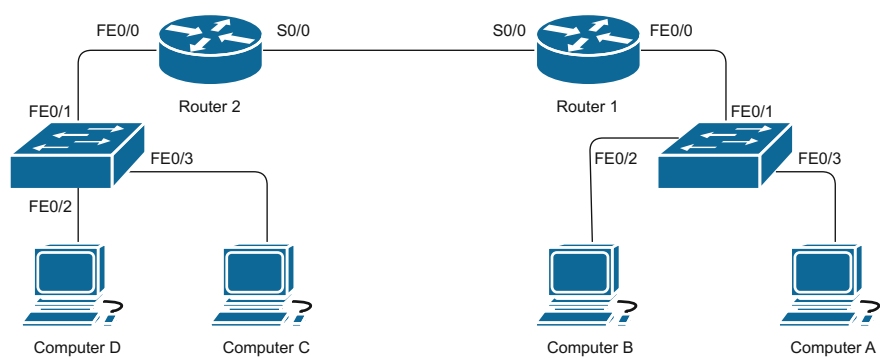 FE0/0
S0/0
S0/0
FE0/0
Router 2
Router 1
FE0/1
FE0/1
FE0/3
FE0/2
FE0/3
FE0/2
Computer D
Computer C
Computer B
Computer A